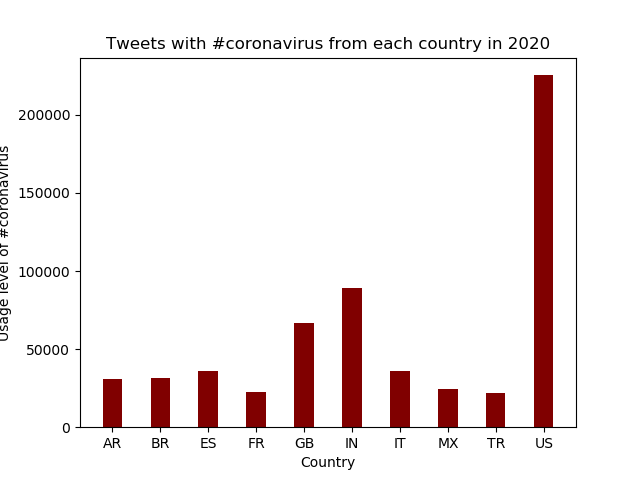 Tweets with #coronavirus from each country in 2020
Usage level of #coronavirus
200000
150000
100000
50000
0
AR BR ES FR GB IN IT MX TR US
Country